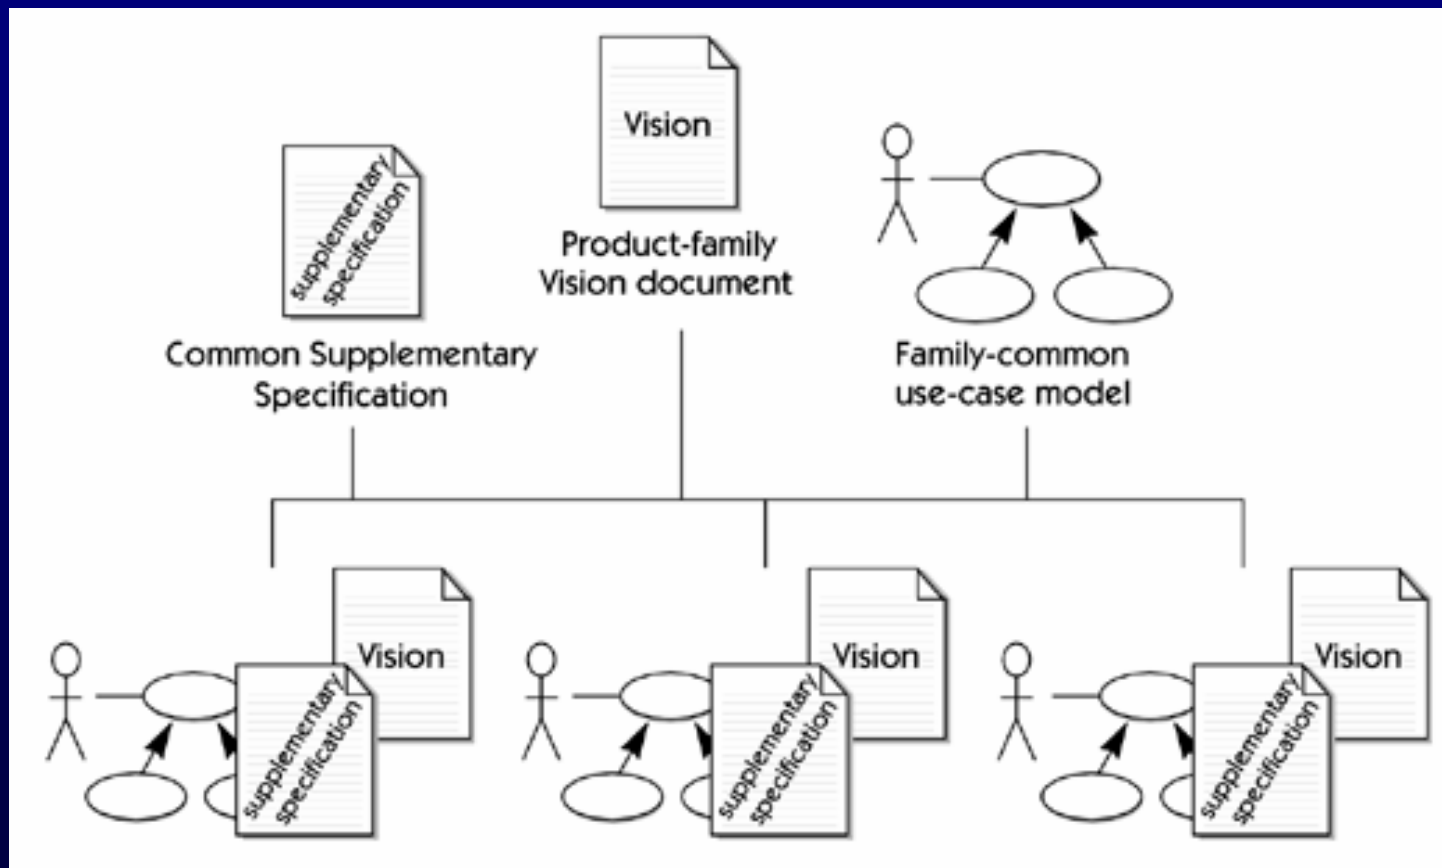 Vision
supplementary
specification
Product-family
Vision document
Common Supplementary
Specification
Family-common
use-case model
Vision
supplementary
specification
Vision
supplementary
specification
Vision
supplementary
specification